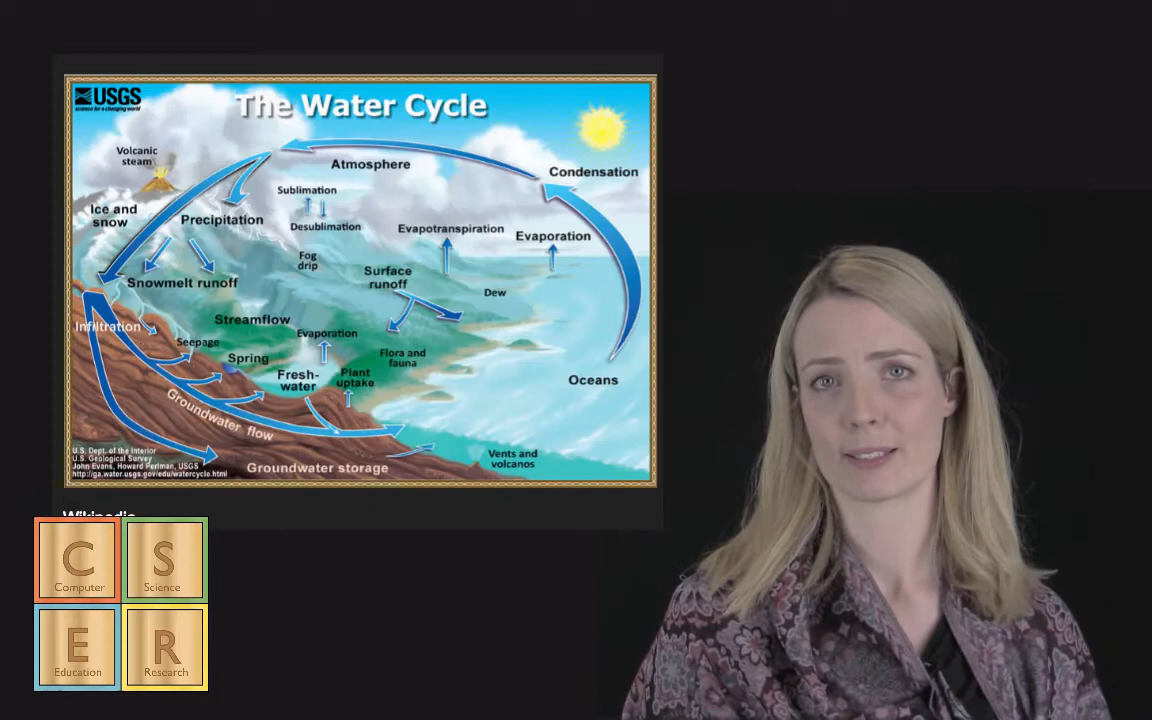 USGS
science for a changing world
The Water Cycle
Volcanic
steam
Atmosphere
Condensation
Sublimation
Ice and
snow
Precipitation
Desublimation
Evapotranspiration
Evaporation
Fog
drip
Surface
runoff
Snowmelt runoff
Dew
Infiltration
Streamflow
Evaporation
Seepage
Spring
Flora and
fauna
Fresh-
water
Plant
uptake
Oceans
Groundwater flow
U.S. Dept. of the Interior
U.S. Geological Survey
John Evans, Howard Perlman, USGS
http://ga.water.usgs.gov/edu/watercycle.html
Groundwater storage
Vents and
volcanos
Wikipedia
C
Computer
S
Science
E
Education
R
Research